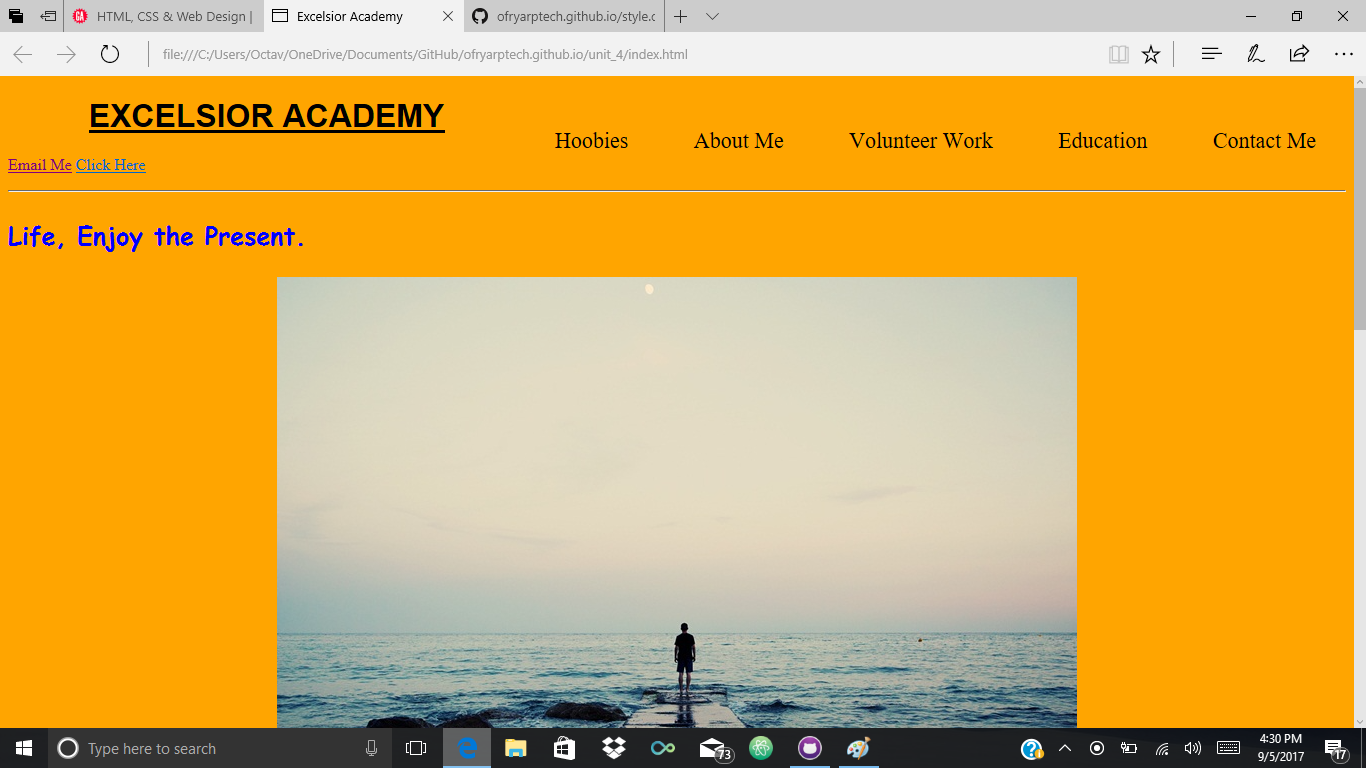 HTML, CSS & Web Design |
Excelsior Academy
ofryarptech.github.io/style.c
file:///C:/Users/Octav/OneDrive/Documents/GitHub/ofryarptech.github.io/unit_4/index.html
EXCELSIOR ACADEMY
Hoobies About Me Volunteer Work Education Contact Me
Email Me Click Here
Life, Enjoy the Present.
Type here to search
73
4:30 PM
9/5/2017
17